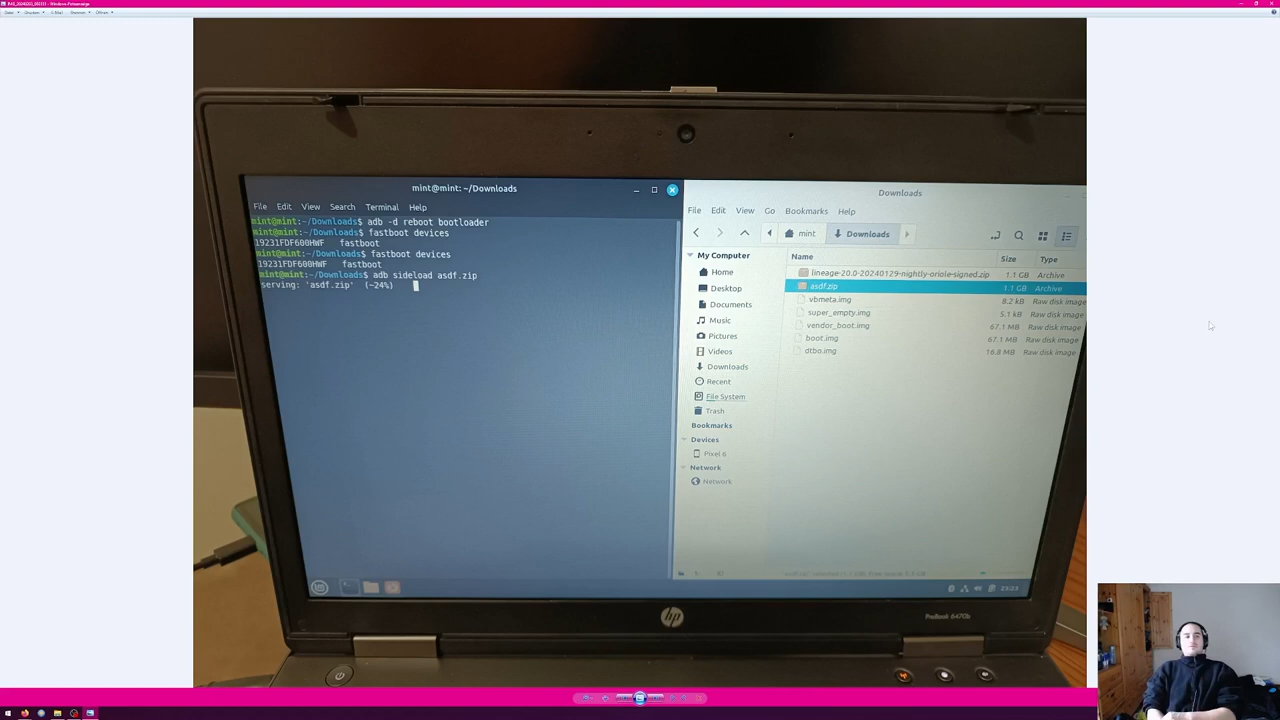 mint@mint: ~/Downloads
File Edit View Search Terminal Help
mint@mint:~/Downloads$ adb -d reboot bootloader
mint@mint:~/Downloads$ fastboot devices
19231FDF600HWF fastboot
mint@mint:~/Downloads$ fastboot devices
19231FDF600HWF fastboot
mint@mint:~/Downloads$ adb sideload asdf.zip
serving: 'asdf.zip' (~24%)
Downloads
File Edit View Go Bookmarks Help
mint Downloads
My Computer
Home
Desktop
Documents
Music
Pictures
Videos
Downloads
Recent
File System
Trash
Bookmarks
Devices
Pixel 6
Network
Network
Name Size Type
lineage-20.0-20240129-nightly-oriole-signed.zip 1.1 GB Archive
asdf.zip 1.1 GB Archive
vbmeta.img 8.2 kB Raw disk image
super_empty.img 5.1 kB Raw disk image
vendor_boot.img 67.1 MB Raw disk image
boot.img 67.1 MB Raw disk image
dtbo.img 16.8 MB Raw disk image
23:23
hp
ProBook 6470b